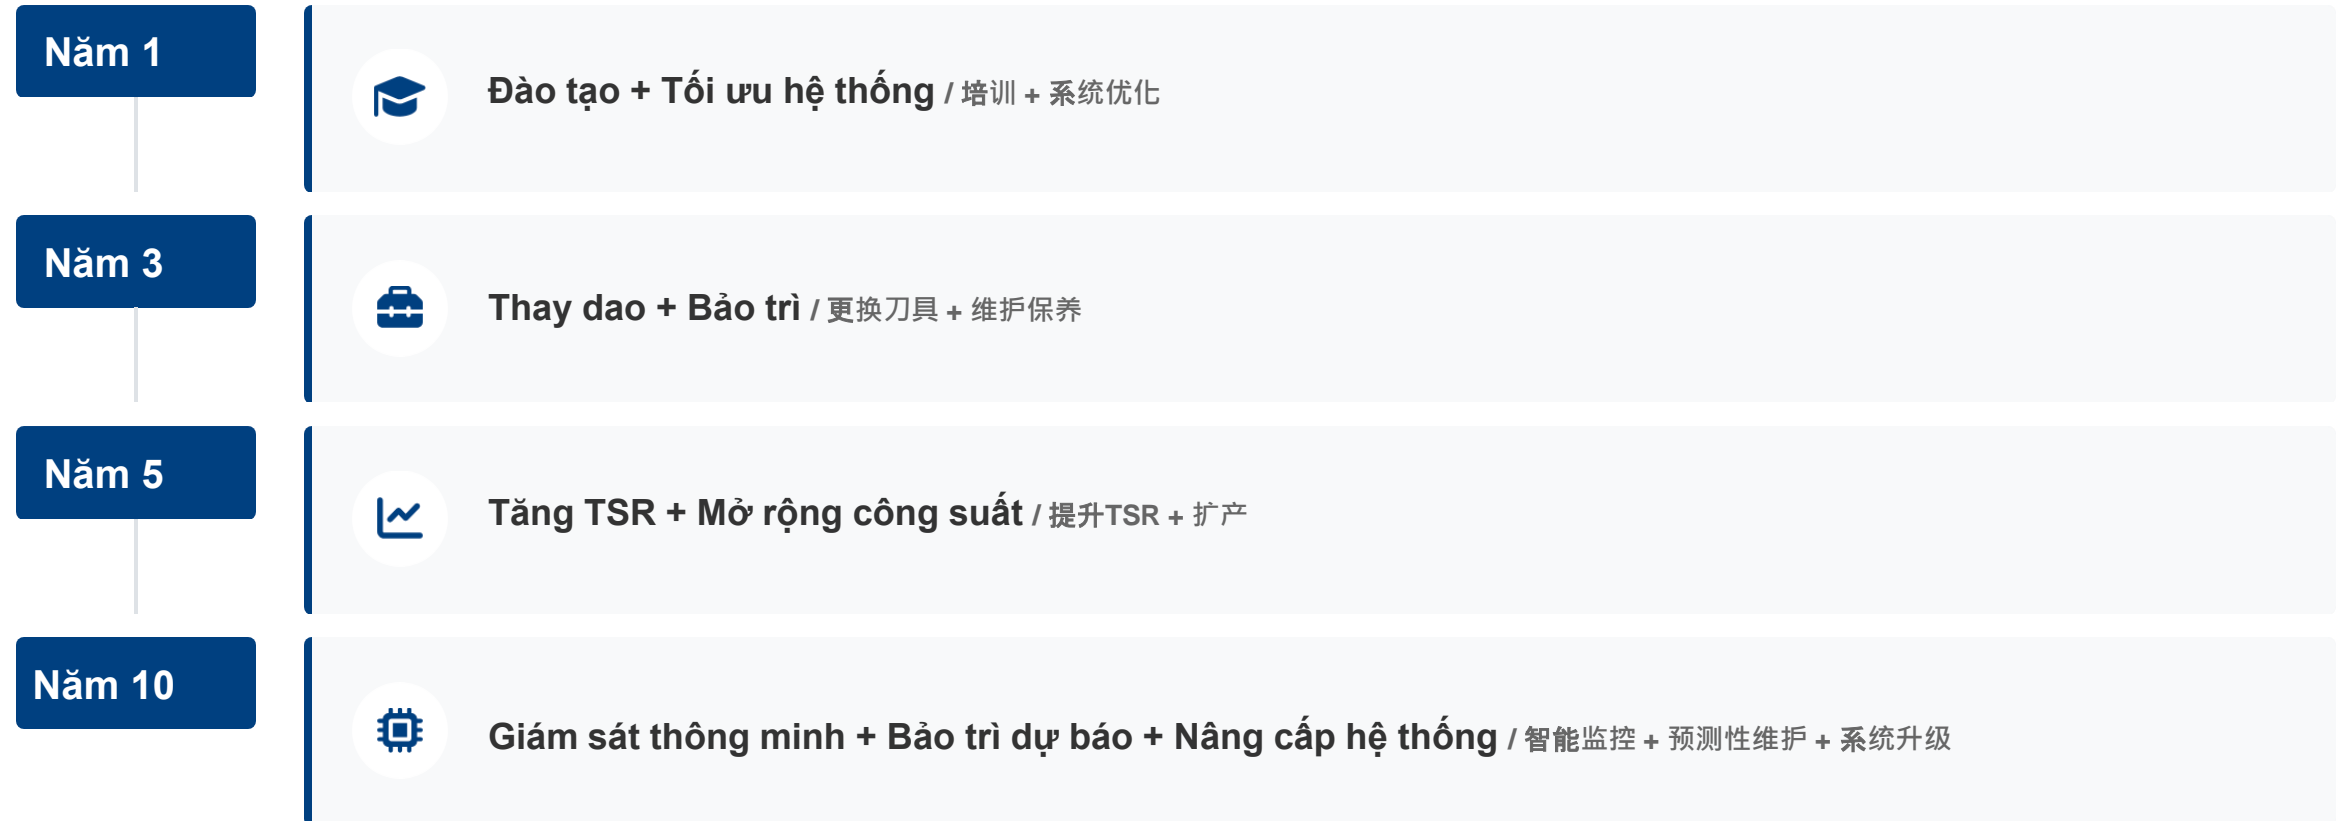 Năm 1
Đào tạo + Tối ưu hệ thống / 培训 + 系统优化
Năm 3
Thay dao + Bảo trì / 更换刀具 + 维护保养
Năm 5
Tăng TSR + Mở rộng công suất / 提升TSR + 扩产
Năm 10
Giám sát thông minh + Bảo trì dự báo + Nâng cấp hệ thống / 智能监控 + 预测性维护 + 系统升级